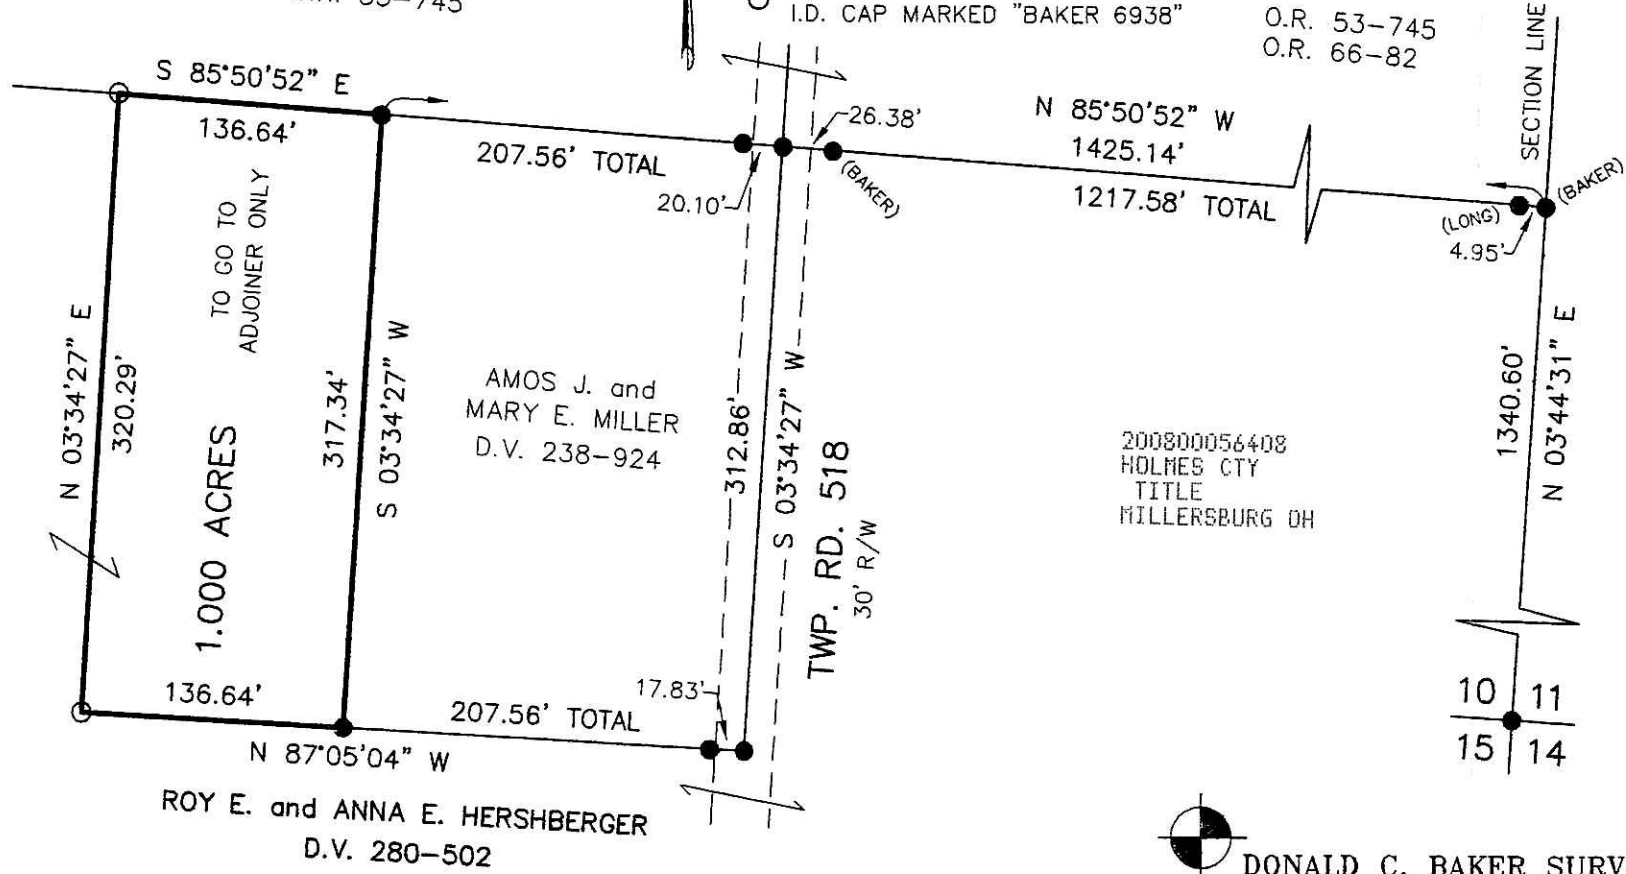 53-745
I.D. CAP MARKED "BAKER 6938"
O.R. 53-745
O.R. 66-82
SECTION LINE
S 85°50'52" E
136.64'
207.56' TOTAL
20.10'
26.38'
(BAKER)
N 85°50'52" W
1425.14'
1217.58' TOTAL
(LONG)
4.95'
(BAKER)
TO GO TO
ADJOINER ONLY
N 03°34'27" E
320.29'
1.000 ACRES
317.34'
S 03°34'27" W
AMOS J. and
MARY E. MILLER
D.V. 238-924
312.86'
S 03°34'27" W
TWP. RD. 518
30' R/W
200800056408
HOLMES CTY
TITLE
MILLERSBURG OH
1340.60'
N 03°44'31" E
136.64'
207.56' TOTAL
17.83'
N 87°05'04" W
10 11
15 14
ROY E. and ANNA E. HERSHBERGER
D.V. 280-502
DONALD C. BAKER SURV